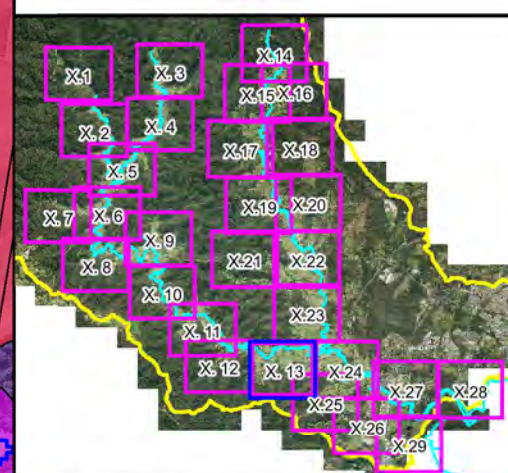 X.14
X.1
X. 3
X.15
X.16
X. 2
X. 4
X.17
X.18
X. 5
X. 7
X. 6
X.19
X.20
X. 9
X. 8
X.21
X.22
X. 10
X. 11
X.23
X. 12
X. 13
X.24
X.27
X.28
X.25
X.26
X.29